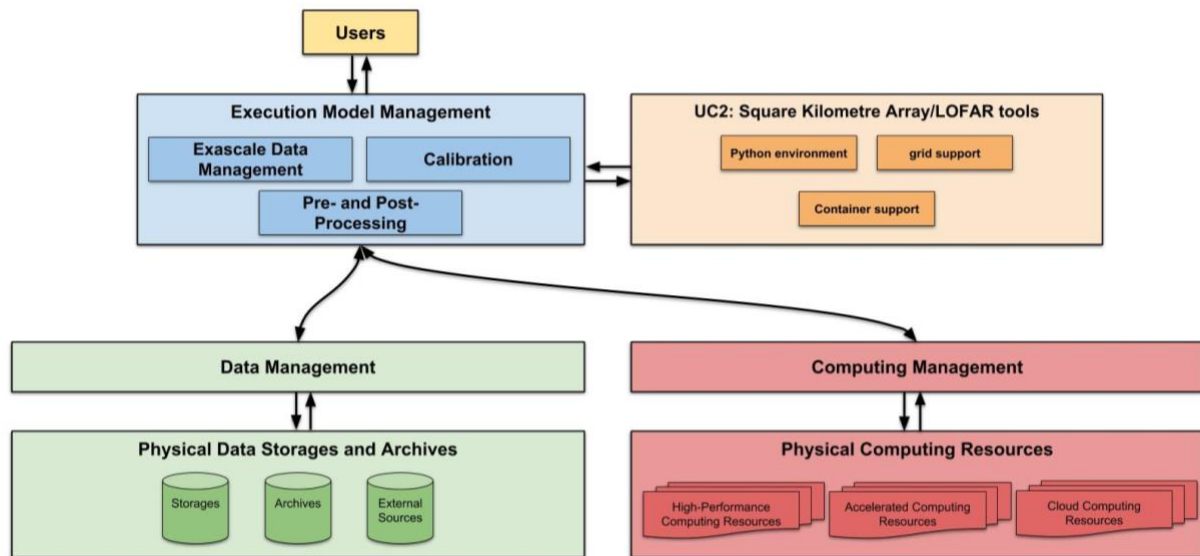 Users
Execution Model Management
Exascale Data
Management
Calibration
Pre- and Post-
Processing
UC2: Square Kilometre Array/LOFAR tools
Python environment
grid support
Container support
Data Management
Computing Management
Physical Data Storages and Archives
Storages
Archives
External
Sources
Physical Computing Resources
High-Performance
Computing Resources
Accelerated Computing
Resources
Cloud Computing
Resources